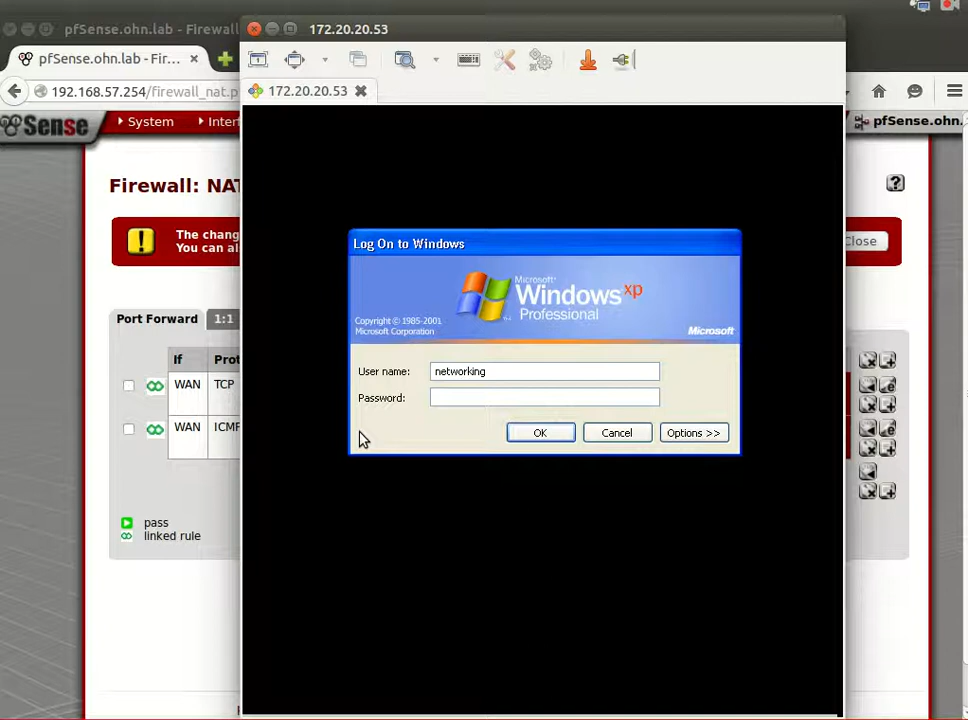 pfSense.ohn.lab - Firewall
172.20.20.53
pfSense.ohn.lab - Fir...
172.20.20.53
192.168.57.254/firewall_nat.p
Sense
System
Interf
pfSense.ohn.
Firewall: NAT
?
!
The chang
You can al
Close
Log On to Windows
Microsoft®
Windows xp
Professional
Copyright © 1985-2001
Microsoft Corporation
Microsoft
Port Forward
1:1
If
Prot
WAN
TCP
WAN
ICMP
User name:
networking
Password:
OK
Cancel
Options >>
pass
linked rule